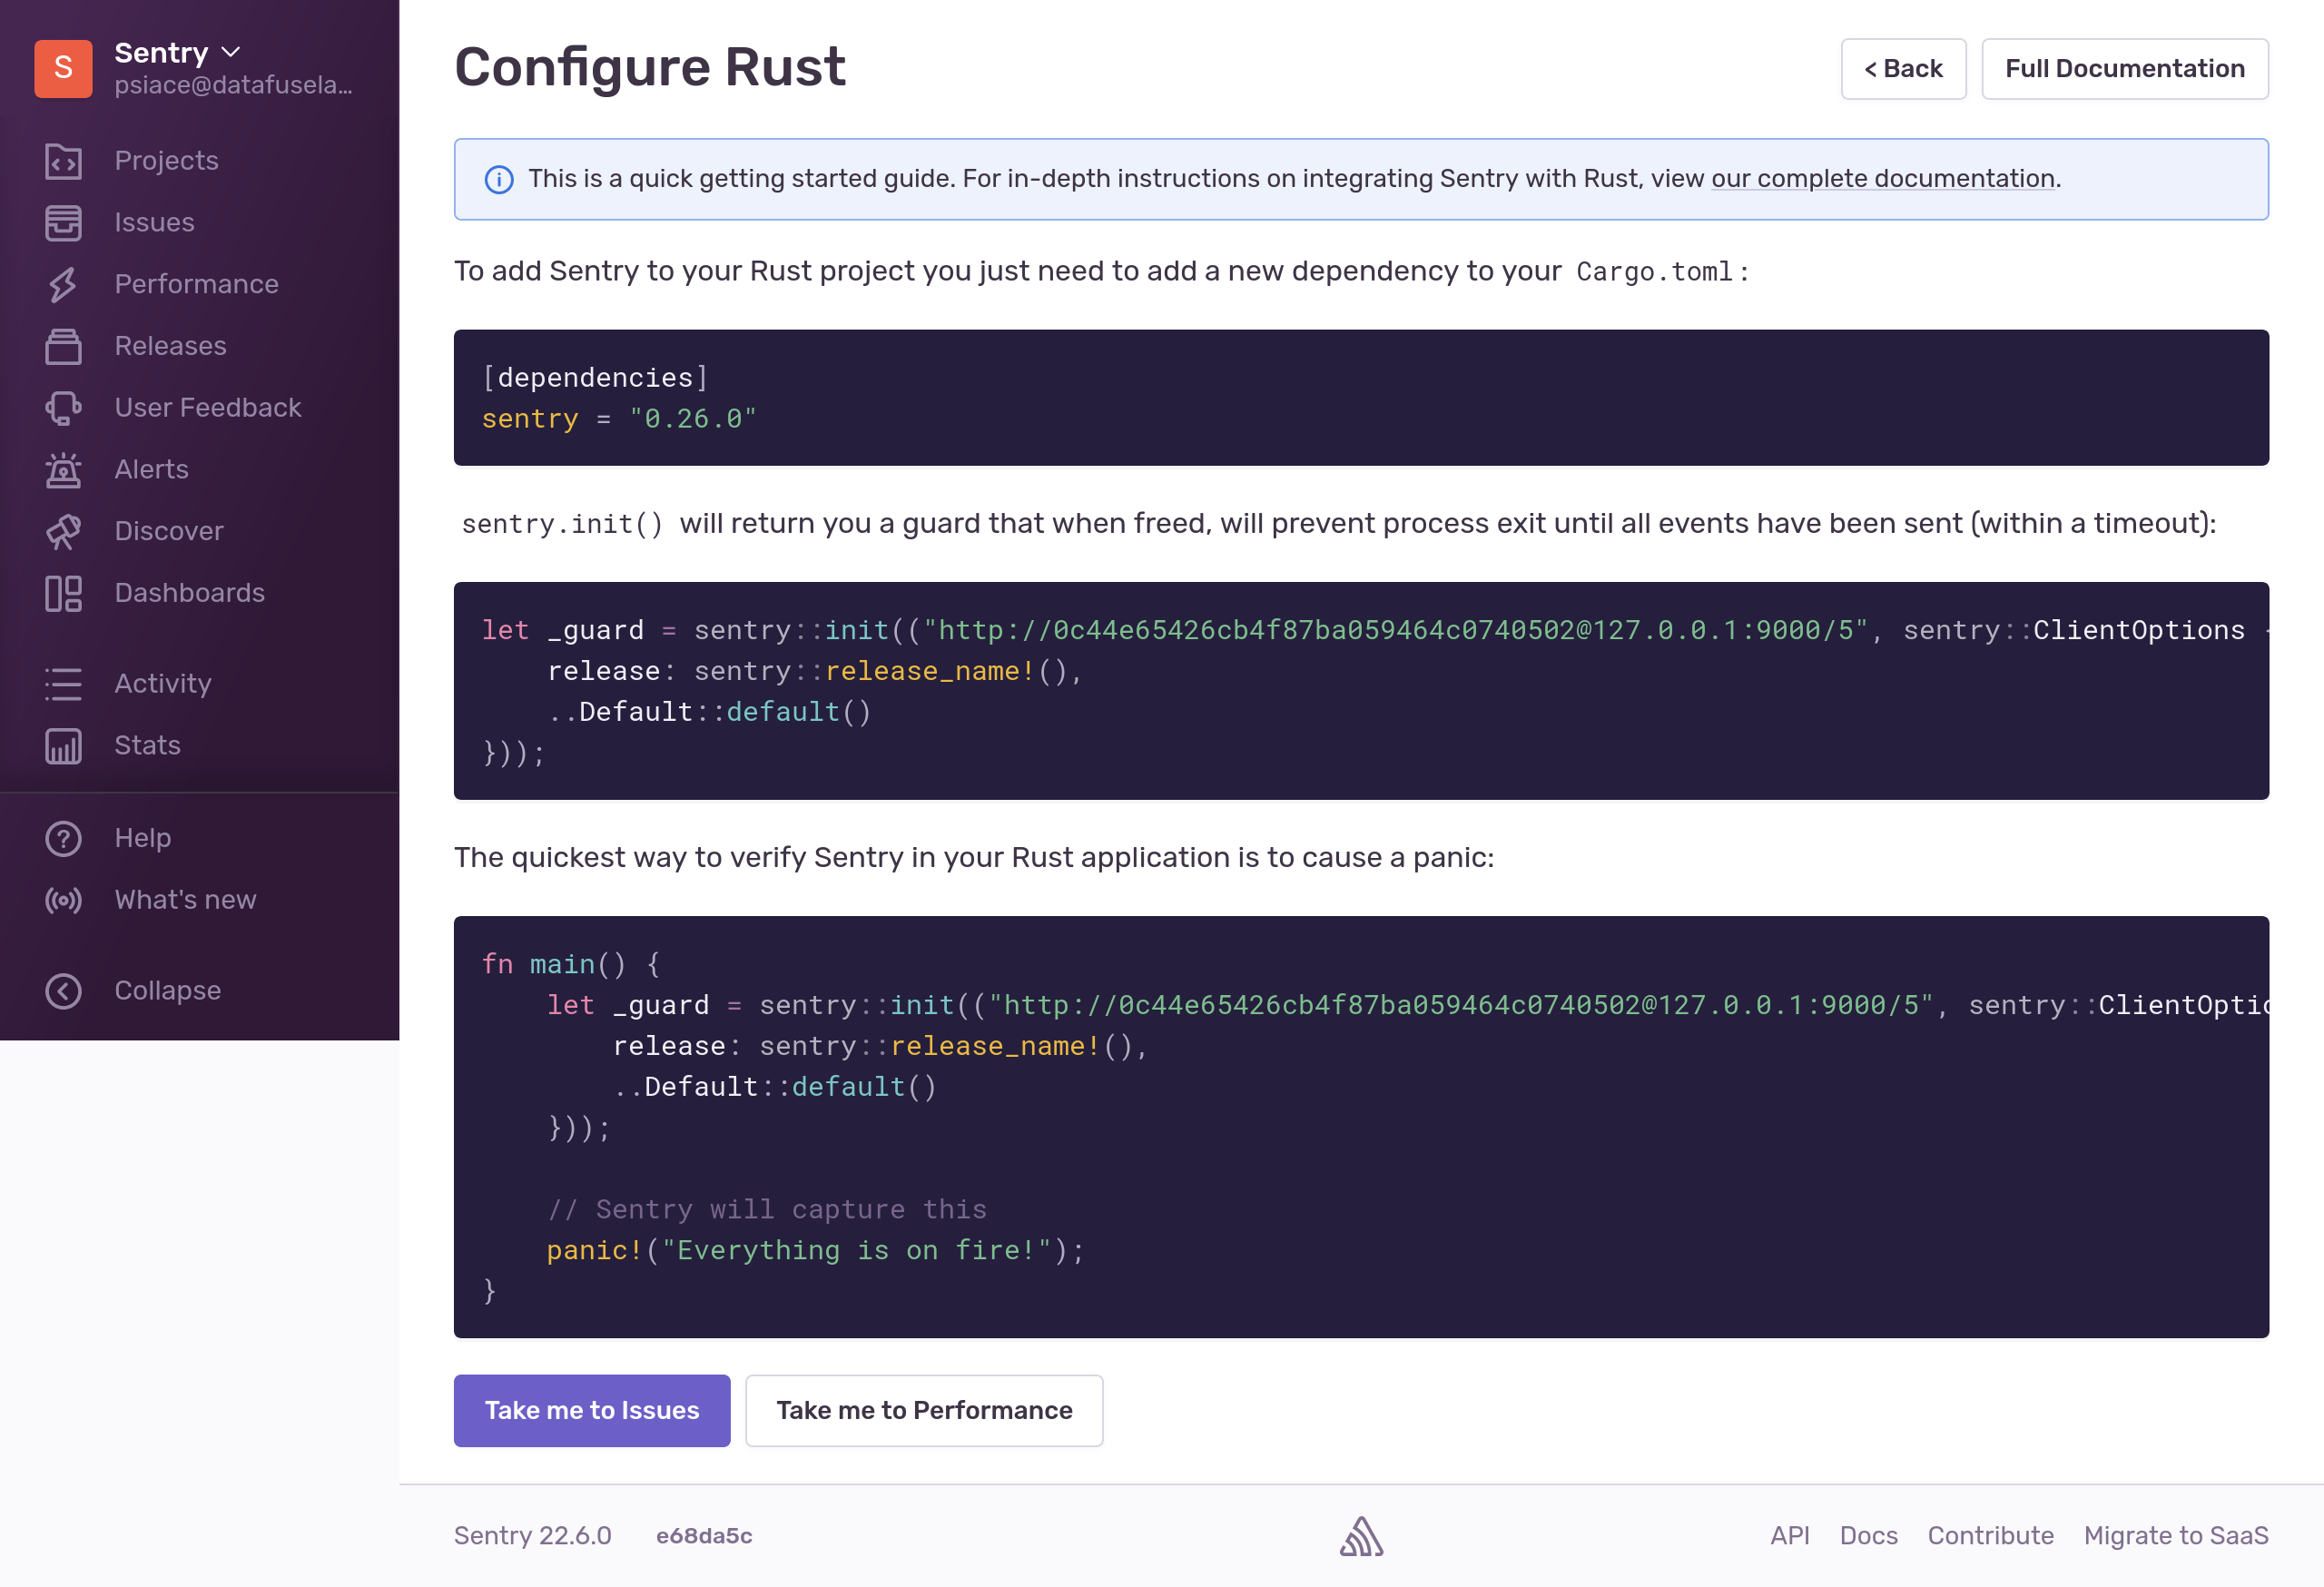 S
Sentry
psiace@datafusela…
Projects
Issues
Performance
Releases
User Feedback
Alerts
Discover
Dashboards
Activity
Stats
Help
What's new
Collapse
Configure Rust
< Back
Full Documentation
This is a quick getting started guide. For in-depth instructions on integrating Sentry with Rust, view our complete documentation.
To add Sentry to your Rust project you just need to add a new dependency to your Cargo.toml:
[dependencies]
sentry = "0.26.0"
sentry.init() will return you a guard that when freed, will prevent process exit until all events have been sent (within a timeout):
let _guard = sentry::init(("http://0c44e65426cb4f87ba059464c0740502@127.0.0.1:9000/5", sentry::ClientOptions
    release: sentry::release_name!(),
    ..Default::default()
}));
The quickest way to verify Sentry in your Rust application is to cause a panic:
fn main() {
    let _guard = sentry::init(("http://0c44e65426cb4f87ba059464c0740502@127.0.0.1:9000/5", sentry::ClientOptio
        release: sentry::release_name!(),
        ..Default::default()
    }));
    // Sentry will capture this
    panic!("Everything is on fire!");
}
Take me to Issues
Take me to Performance
Sentry 22.6.0
e68da5c
API
Docs
Contribute
Migrate to SaaS